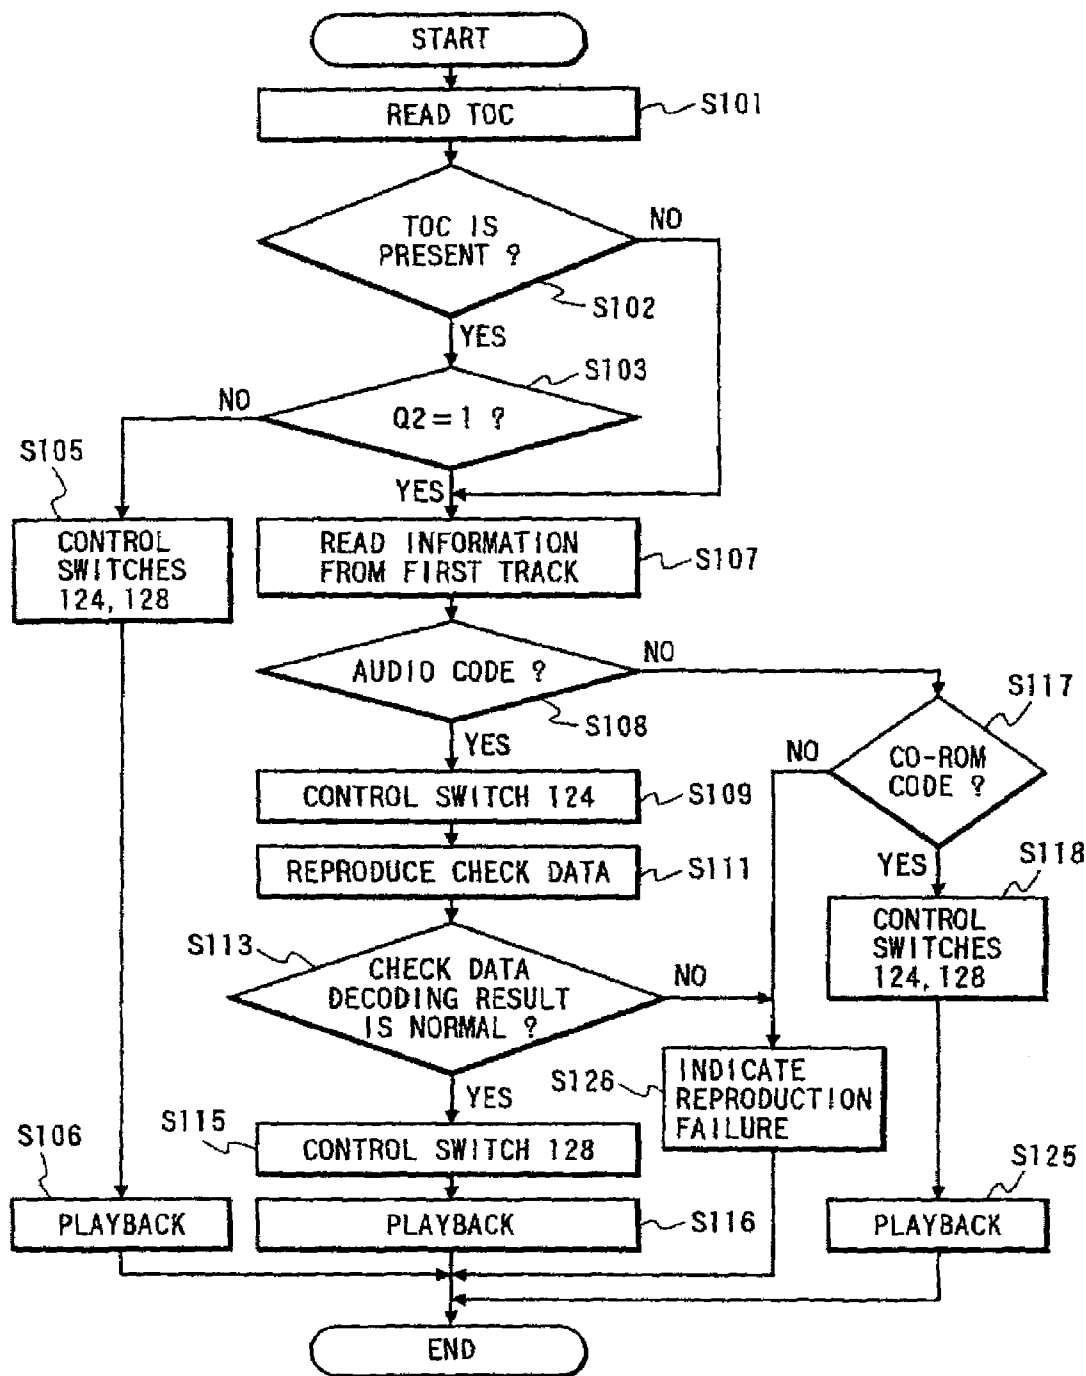 START
READ TOC
S101
TOC IS
PRESENT ?
NO
S102
YES
S103
NO
Q2=1 ?
S105
YES
CONTROL
SWITCHES
124, 128
READ INFORMATION
FROM FIRST TRACK
S107
AUDIO CODE ?
NO
S108
YES
S117
NO
CO-ROM
CODE ?
CONTROL SWITCH 124
S109
REPRODUCE CHECK DATA
S111
YES
S118
CONTROL
SWITCHES
124, 128
S113
CHECK DATA
DECODING RESULT
IS NORMAL ?
NO
YES
S126
INDICATE
REPRODUCTION
FAILURE
S115
CONTROL SWITCH 128
S106
PLAYBACK
PLAYBACK
S116
S125
PLAYBACK
END